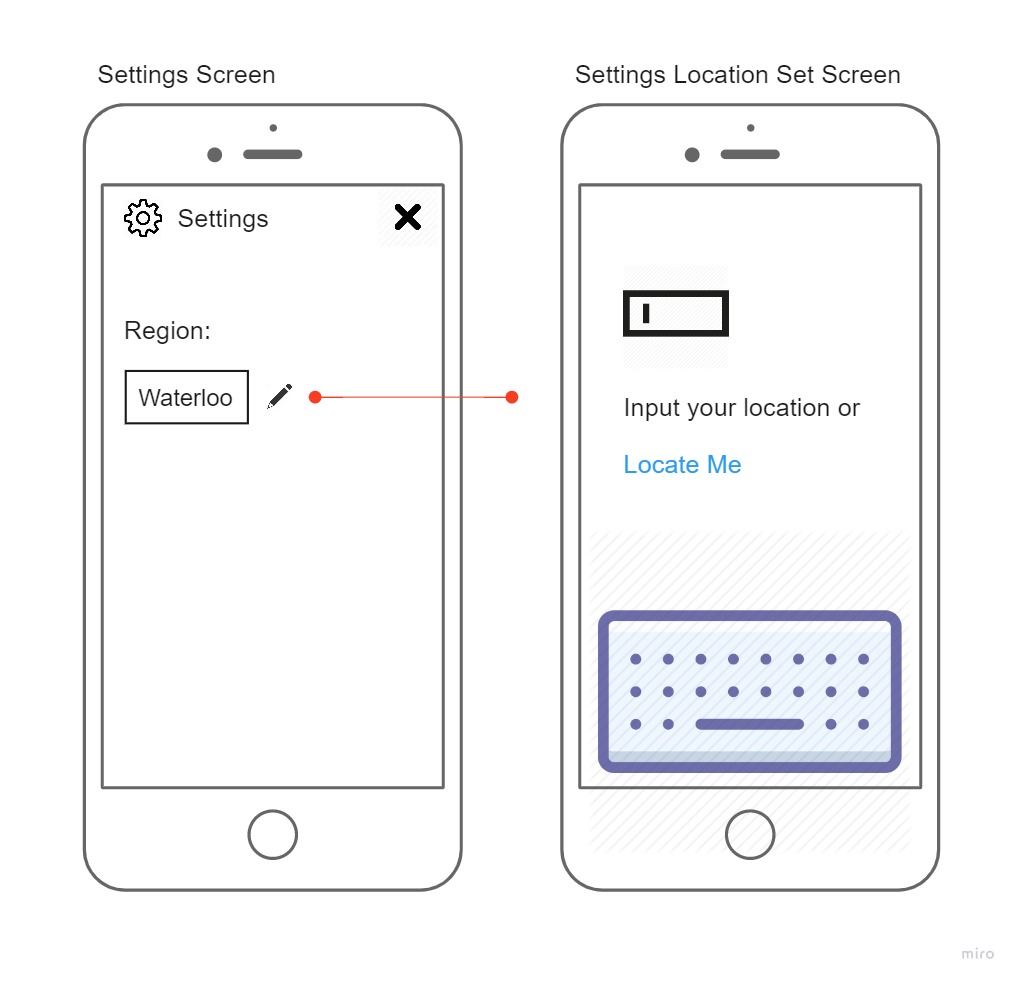 Settings Screen
Settings
Region:
Waterloo
Settings Location Set Screen
Input your location or
Locate Me
miro